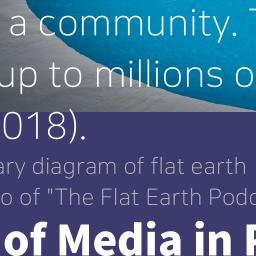 a community.
up to millions o
018).
ary diagram of flat earth
o of "The Flat Earth Podc
of Media in